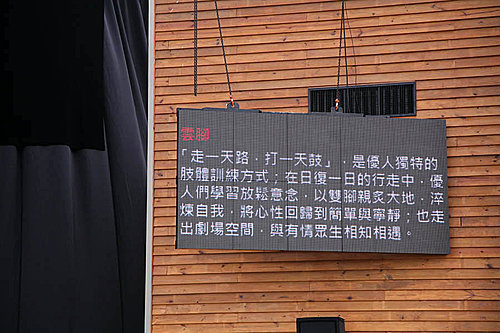 雲腳
「走一天路，打一天鼓」，是優人獨特的
肢體訓練方式；在日復一日的行走中，優
人們學習放鬆意念，以雙腳親炙大地，淬
煉自我，將心性回歸到簡單與寧靜；也走
出劇場空間，與有情眾生相知相遇。